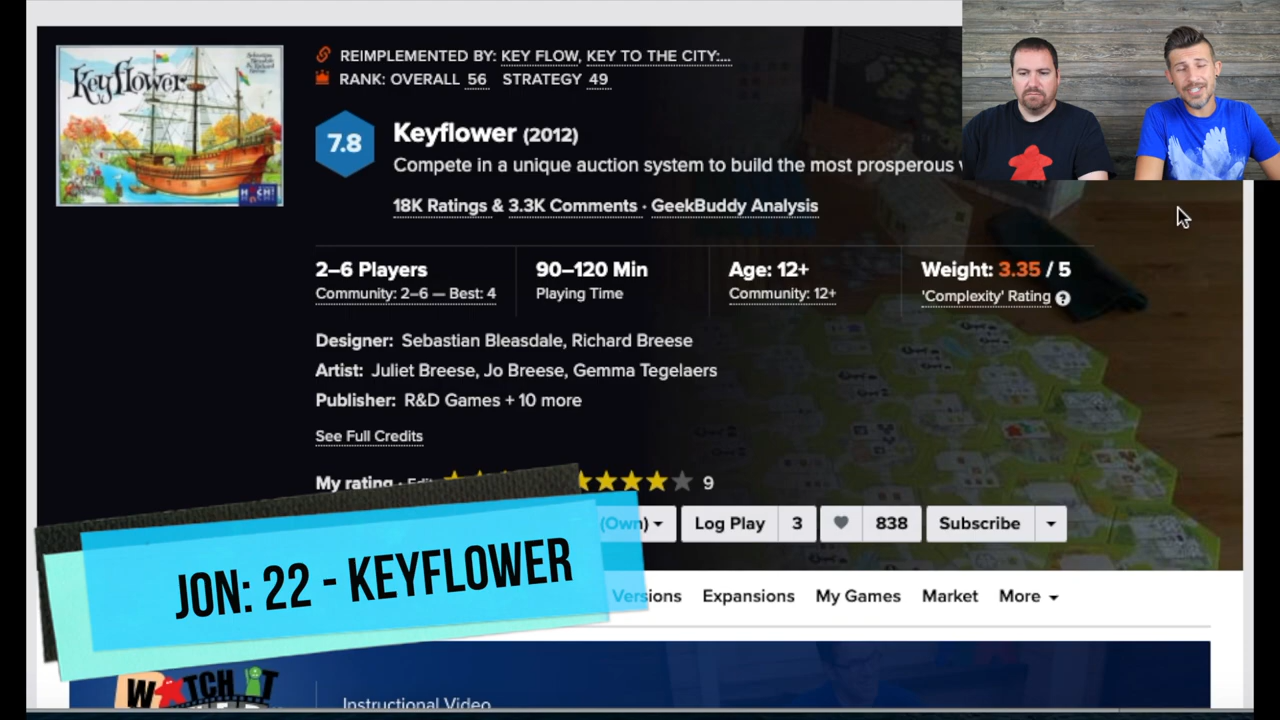 Keyflower
REIMPLEMENTED BY: KEY FLOW, KEY TO THE CITY:...
RANK: OVERALL 56 STRATEGY 49
7.8
Keyflower (2012)
Compete in a unique auction system to build the most prosperous
HUCH!
18K Ratings & 3.3K Comments · GeekBuddy Analysis
2–6 Players
90–120 Min
Age: 12+
Weight: 3.35 / 5
Community: 2–6 — Best: 4
Playing Time
Community: 12+
'Complexity' Rating ?
Designer: Sebastian Bleasdale, Richard Breese
Artist: Juliet Breese, Jo Breese, Gemma Tegelaers
Publisher: R&D Games + 10 more
See Full Credits
My rating · Edit 9
(Own) Log Play 3 838 Subscribe
JON: 22 - KEYFLOWER
Versions Expansions My Games Market More
WATCH IT
Instructional Video